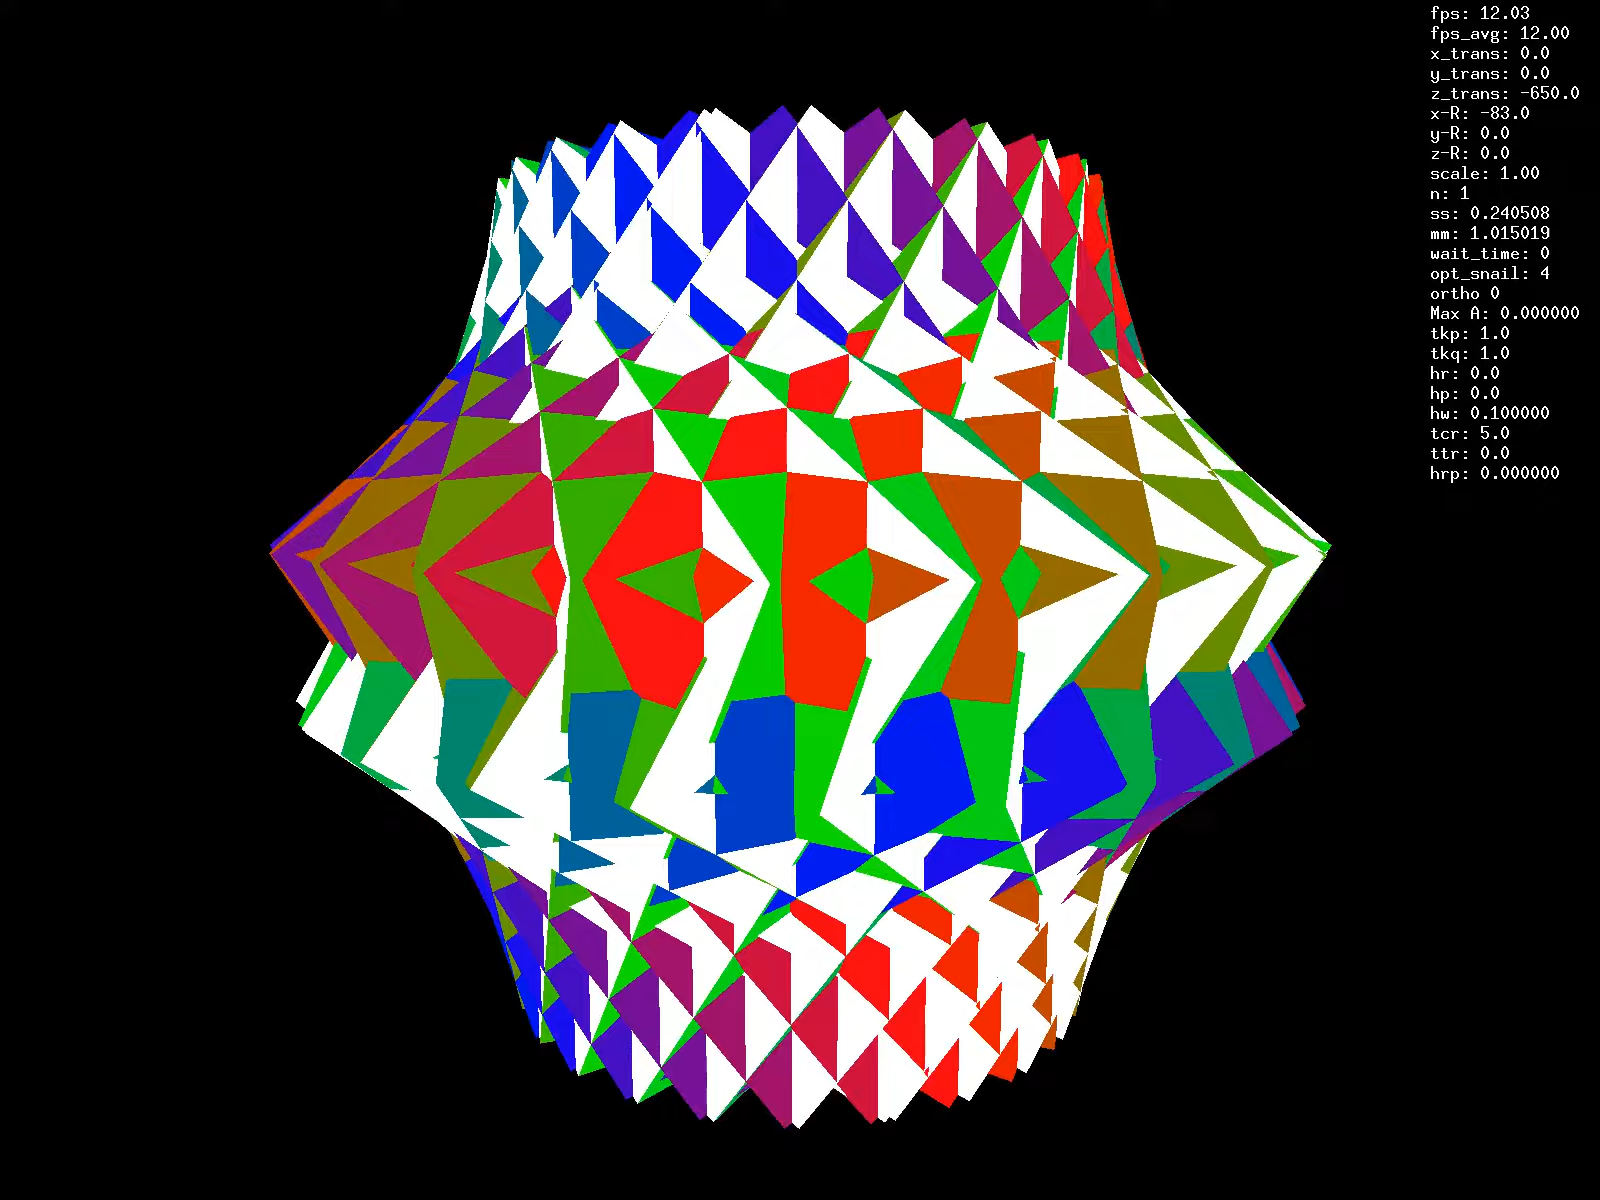 fps: 12.03
fps_avg: 12.00
x_trans: 0.0
y_trans: 0.0
z_trans: -650.0
x-R: -83.0
y-R: 0.0
z-R: 0.0
scale: 1.00
n: 1
ss: 0.240508
mm: 1.015019
wait_time: 0
opt_snail: 4
ortho 0
Max A: 0.000000
tkp: 1.0
tkq: 1.0
hr: 0.0
hp: 0.0
hw: 0.100000
tcr: 5.0
ttr: 0.0
hrp: 0.000000